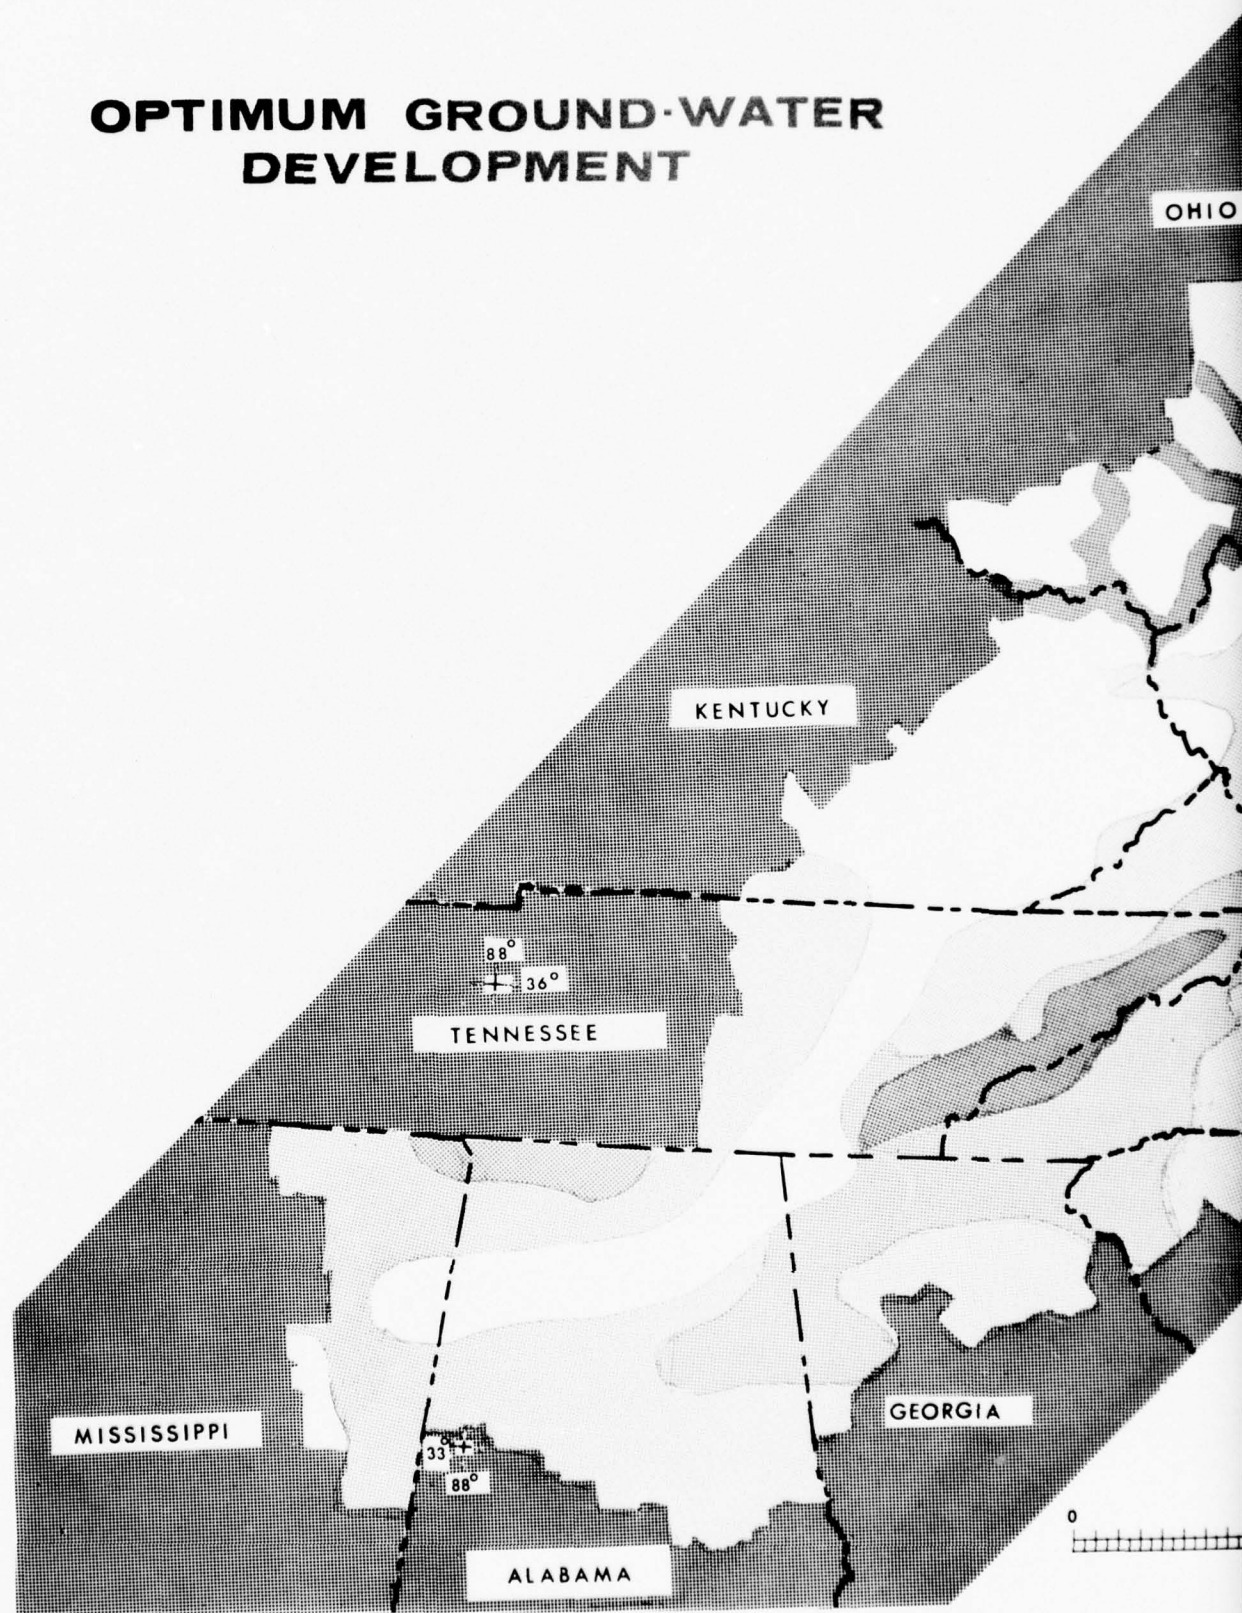 OPTIMUM GROUND-WATER
DEVELOPMENT
OHIO
KENTUCKY
88°
36°
TENNESSEE
MISSISSIPPI
GEORGIA
33°
88°
0
ALABAMA